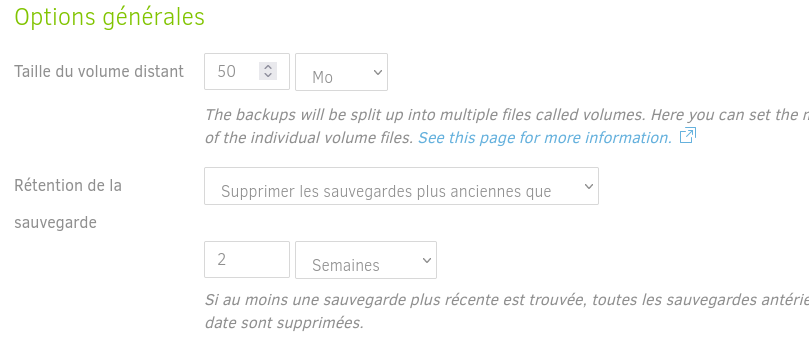 Options générales
Taille du volume distant 50 Mo
The backups will be split up into multiple files called volumes. Here you can set the
of the individual volume files. See this page for more information.
Rétention de la
sauvegarde
Supprimer les sauvegardes plus anciennes que
2 Semaines
Si au moins une sauvegarde plus récente est trouvée, toutes les sauvegardes
date sont supprimées.